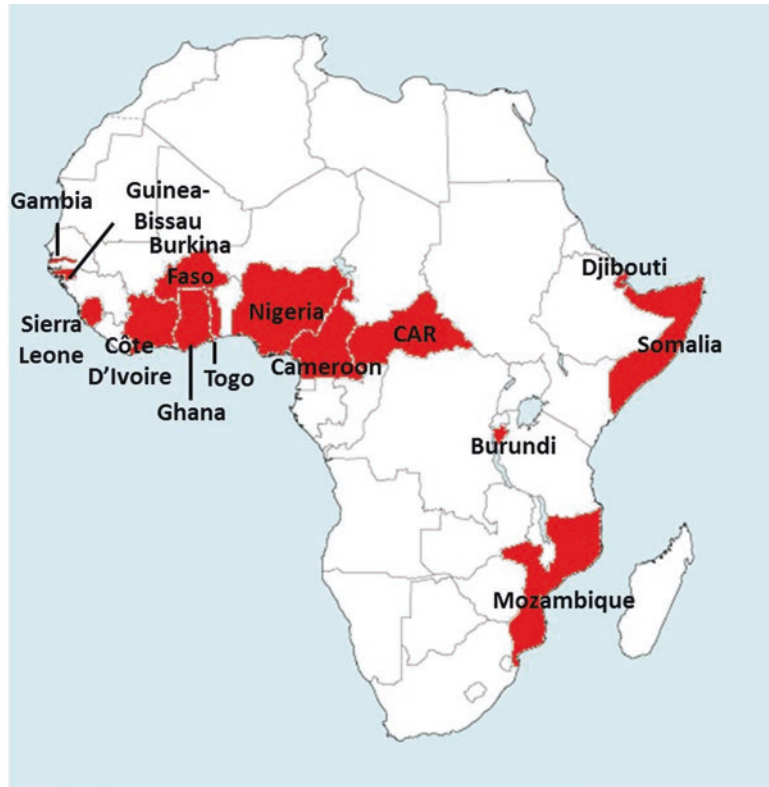 Gambia
Guinea-
Bissau
Burkina
Faso
Djibouti
Nigeria
Sierra
Leone
Côte
D'Ivoire
Togo
Ghana
Cameroon
CAR
Somalia
Burundi
Mozambique